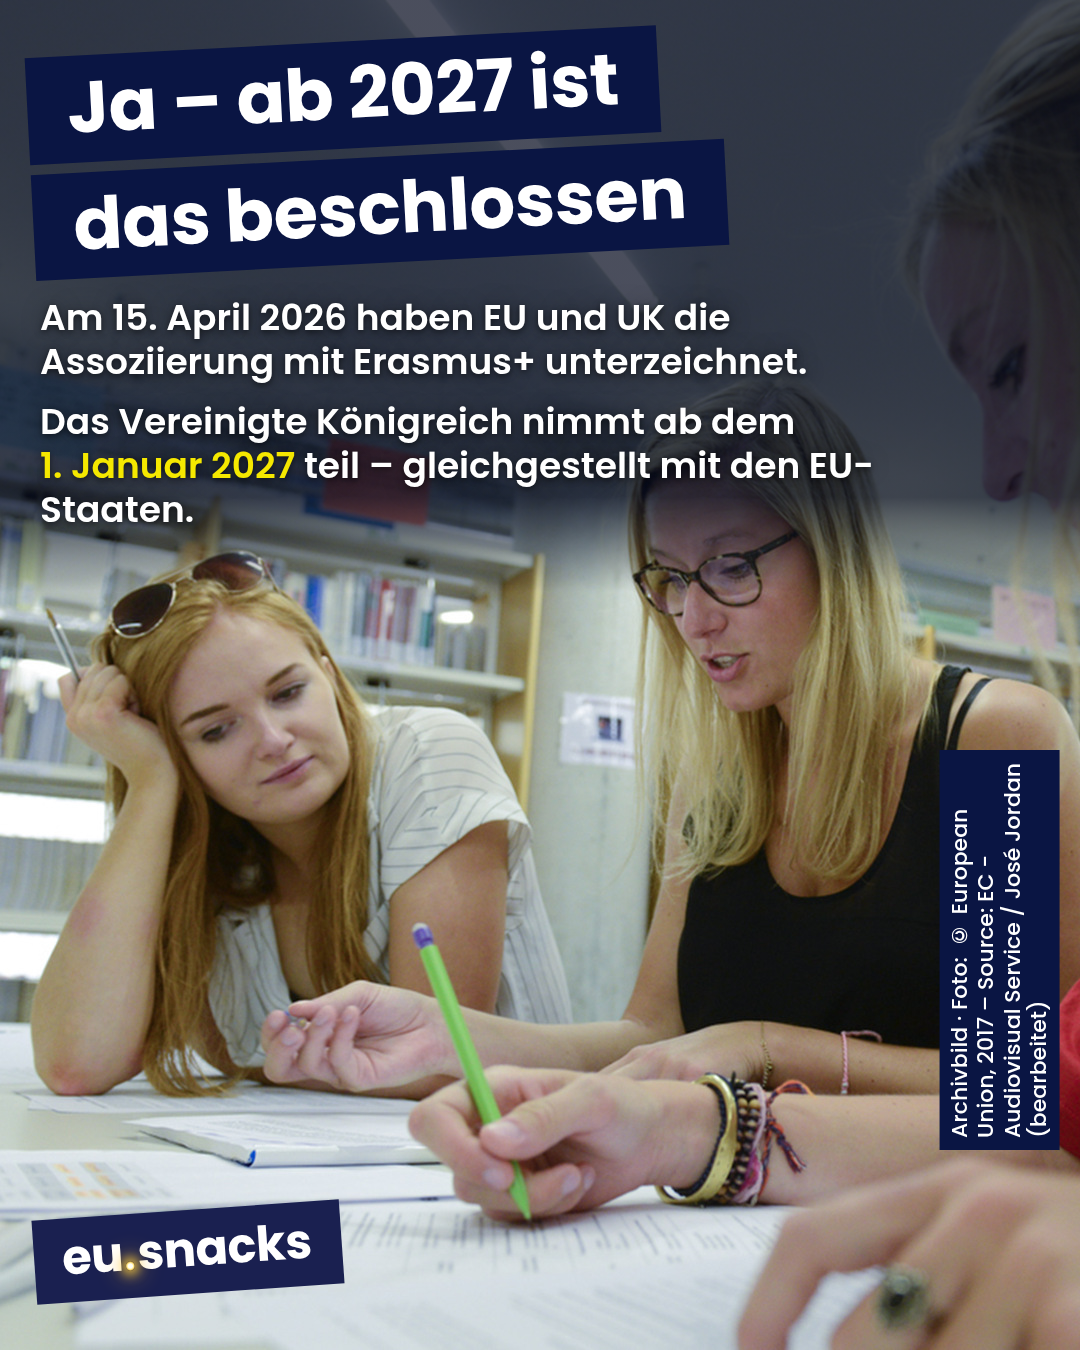 Ja – ab 2027 ist
das beschlossen
Am 15. April 2026 haben EU und UK die
Assoziierung mit Erasmus+ unterzeichnet.
Das Vereinigte Königreich nimmt ab dem
1. Januar 2027 teil – gleichgestellt mit den EU-
Staaten.
Archivbild · Foto: © European
Union, 2017 – Source: EC -
Audiovisual Service / José Jordan
(bearbeitet)
eu.snacks